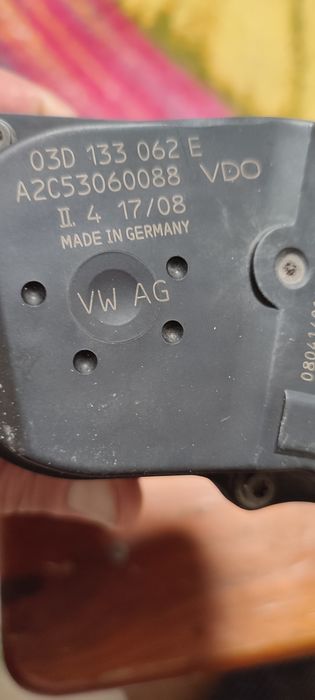 03D 133 062 E
A2C53060088 VDO
II. 4 17/08
MADE IN GERMANY
VW AG